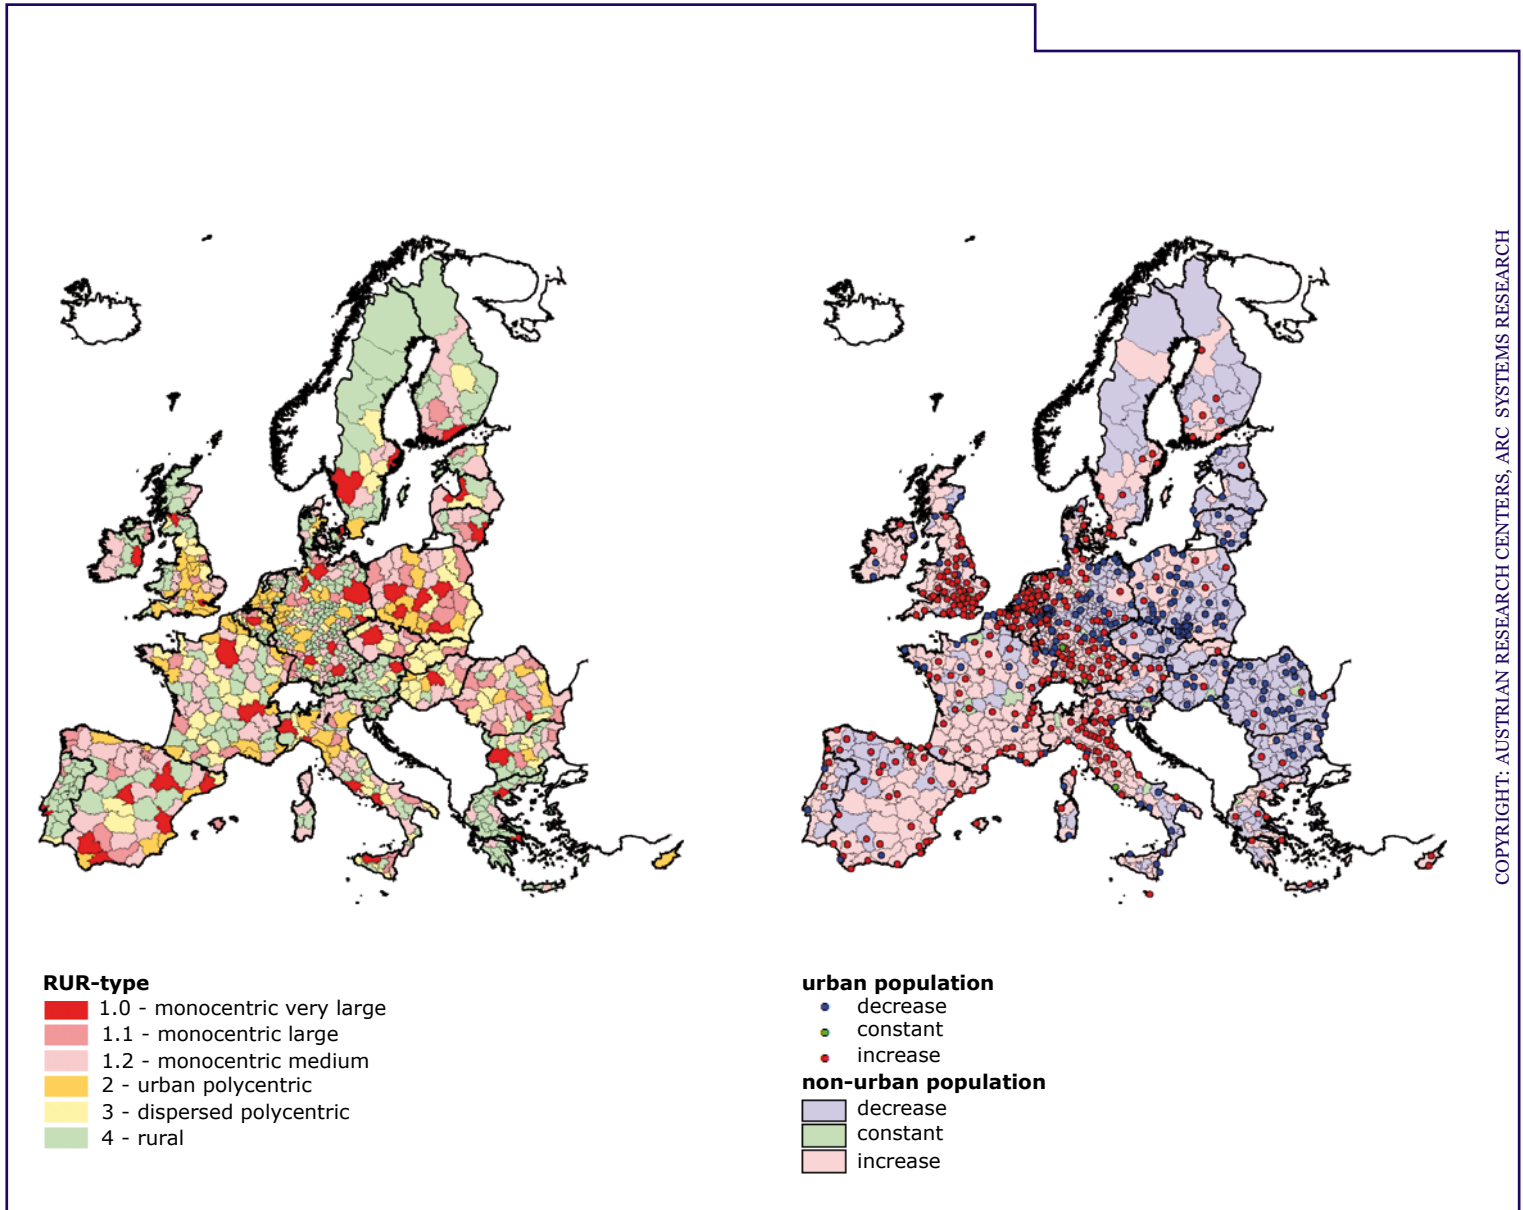 COPYRIGHT: AUSTRIAN RESEARCH CENTERS, ARC SYSTEMS RESEARCH
RUR-type
1.0 - monocentric very large
1.1 - monocentric large
1.2 - monocentric medium
2 - urban polycentric
3 - dispersed polycentric
4 - rural
urban population
decrease
constant
increase
non-urban population
decrease
constant
increase